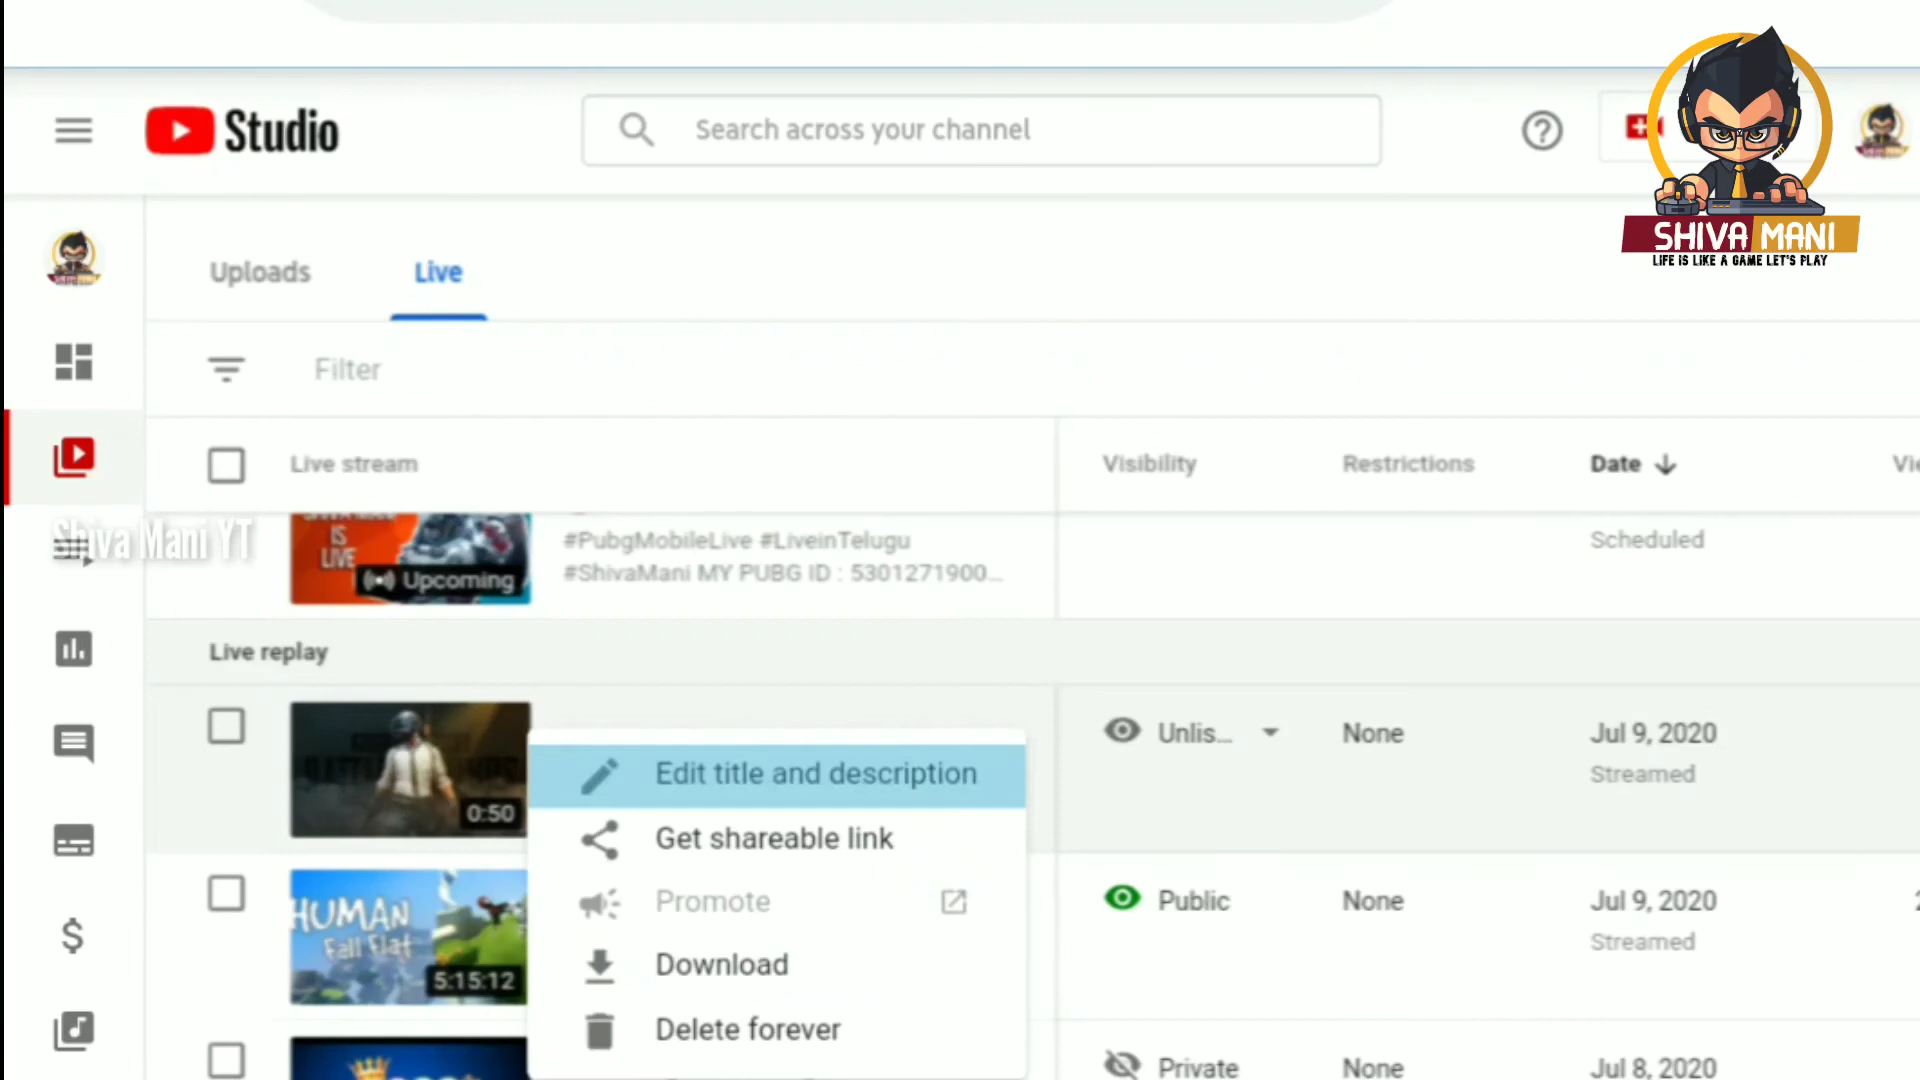 Studio
Search across your channel
SHIVA MANI
LIFE IS LIKE A GAME LET'S PLAY
Uploads
Live
Filter
Live stream
Visibility
Restrictions
Date
Shiva Mani YT
IS
LIVE
Upcoming
#PubgMobileLive #LiveinTelugu
#ShivaMani MY PUBG ID : 5301271900...
Scheduled
Live replay
0:50
Edit title and description
Get shareable link
Promote
Download
Delete forever
Unlis...
None
Jul 9, 2020
Streamed
HUMAN
Fall Flat
5:15:12
Public
None
Jul 9, 2020
Streamed
Private
None
Jul 8, 2020